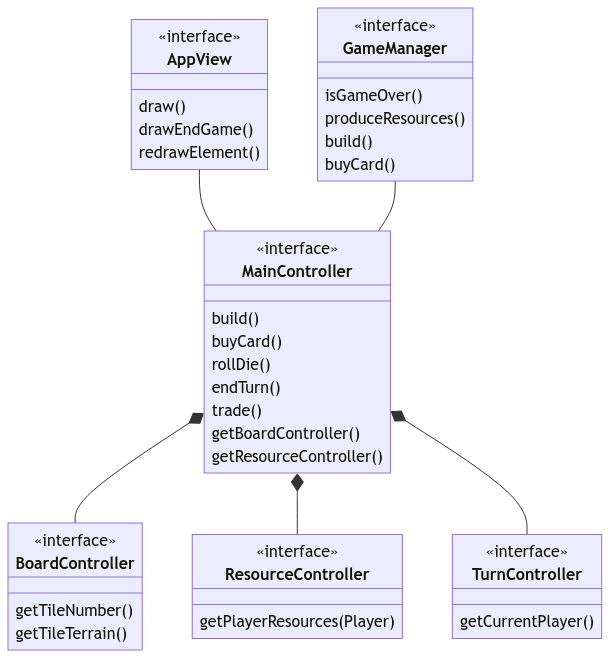 «interface»
AppView
draw()
drawEndGame()
redrawElement()
«interface»
GameManager
isGameOver()
produceResources()
build()
buyCard()
«interface»
MainController
build()
buyCard()
rollDie()
endTurn()
trade()
getBoardController()
getResourceController()
«interface»
BoardController
getTileNumber()
getTileTerrain()
«interface»
ResourceController
getPlayerResources(Player)
«interface»
TurnController
getCurrentPlayer()